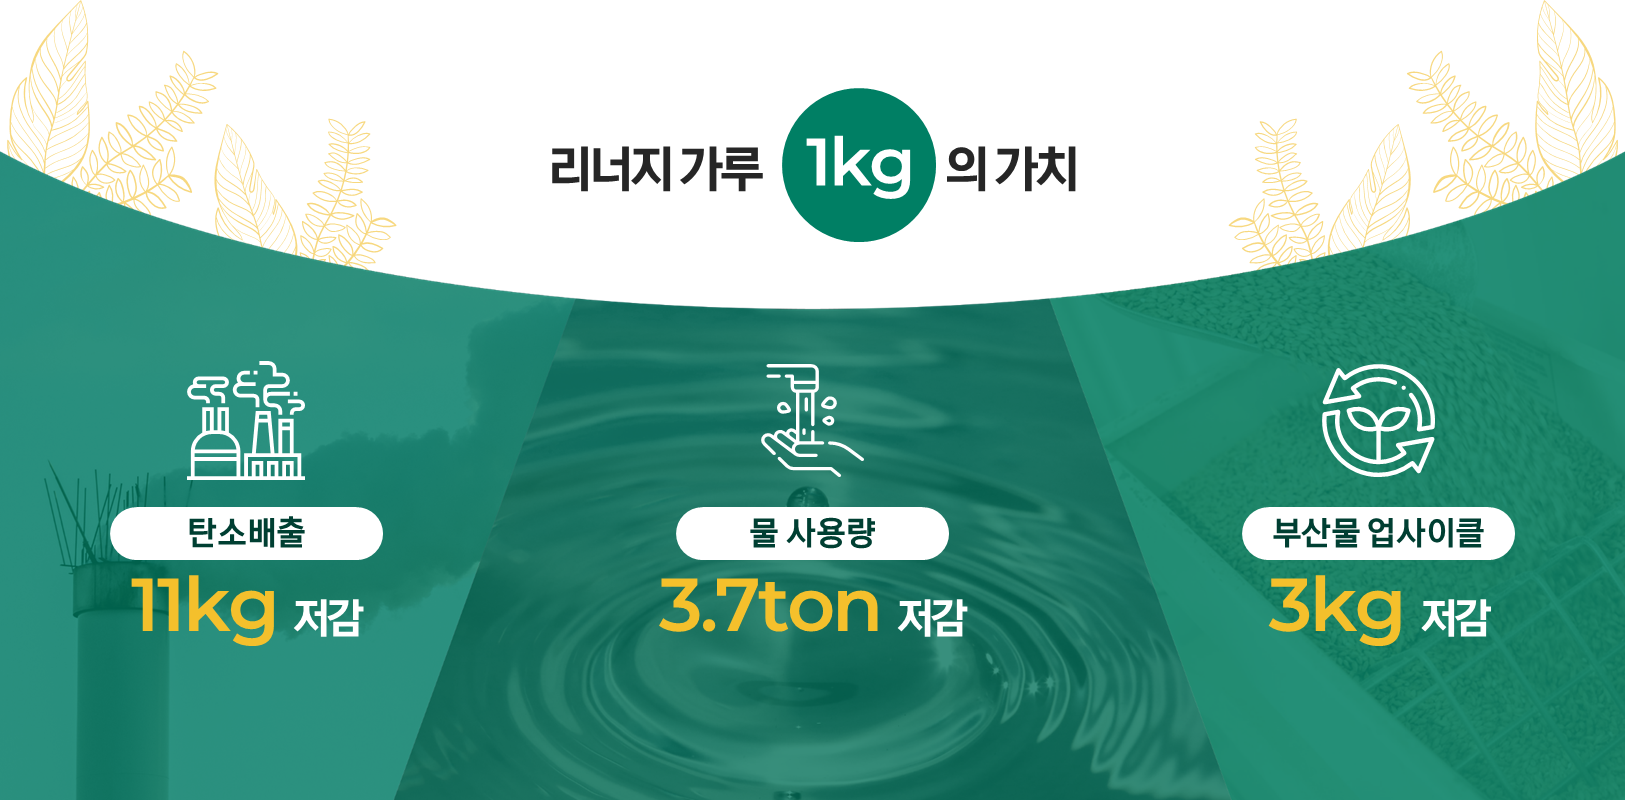 리너지 가루 1kg 의 가치
탄소배출
11kg 저감
물 사용량
3.7ton 저감
부산물 업사이클
3kg 저감